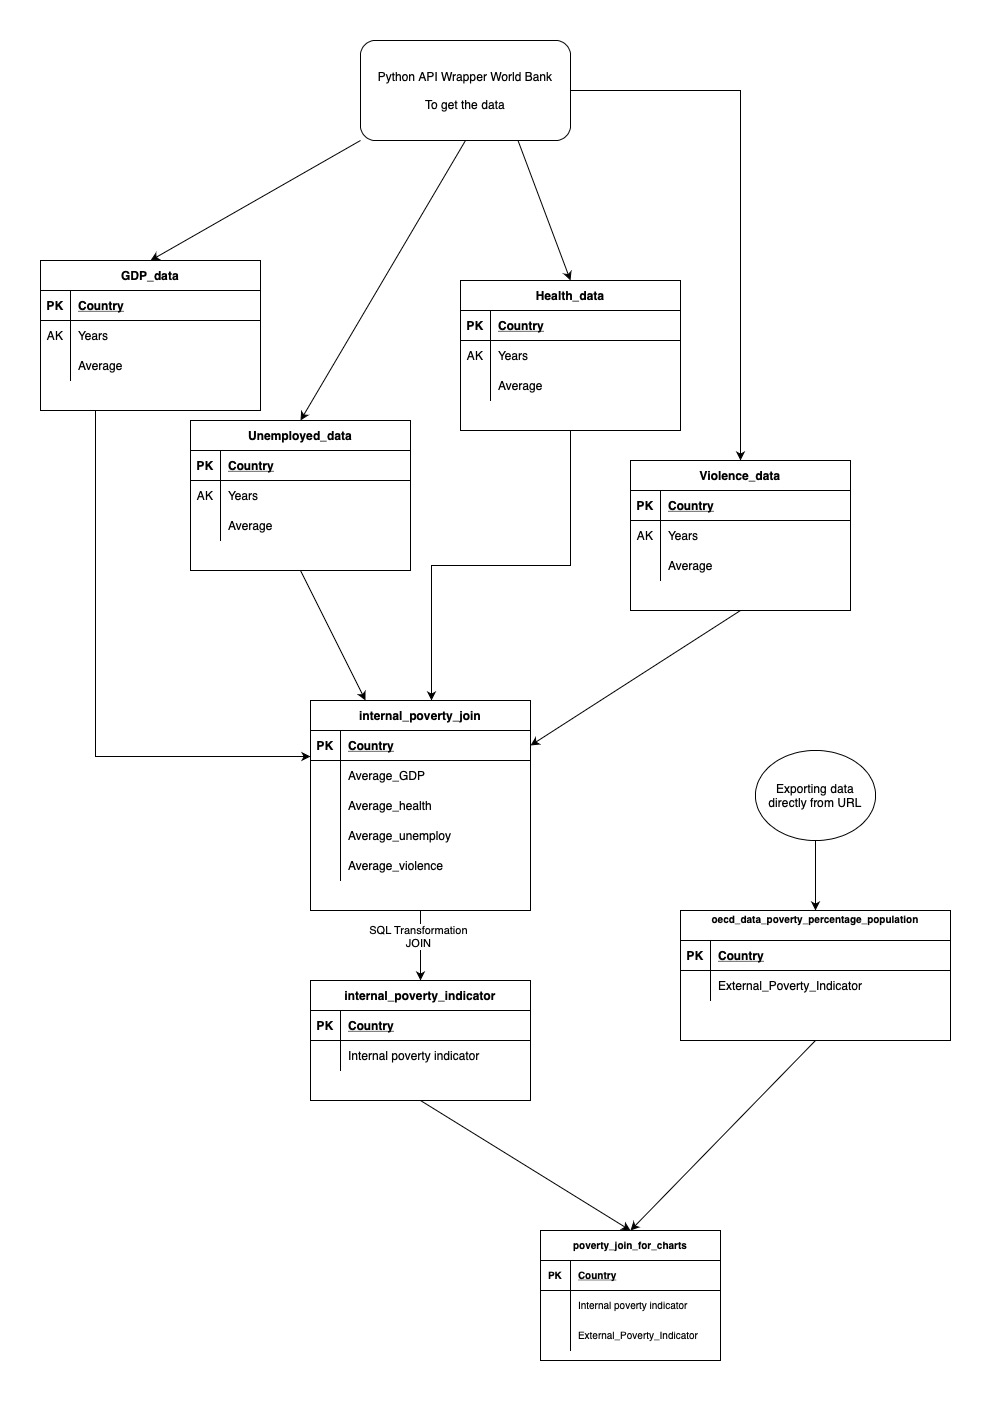 Python API Wrapper World Bank
To get the data
GDP_data
PK Country
AK Years
Average
Health_data
PK Country
AK Years
Average
Unemployed_data
PK Country
AK Years
Average
Violence_data
PK Country
AK Years
Average
internal_poverty_join
PK Country
Average_GDP
Average_health
Average_unemploy
Average_violence
Exporting data
directly from URL
SQL Transformation
JOIN
oecd_data_poverty_percentage_population
PK Country
External_Poverty_Indicator
internal_poverty_indicator
PK Country
Internal poverty indicator
poverty_join_for_charts
PK Country
Internal poverty indicator
External_Poverty_Indicator